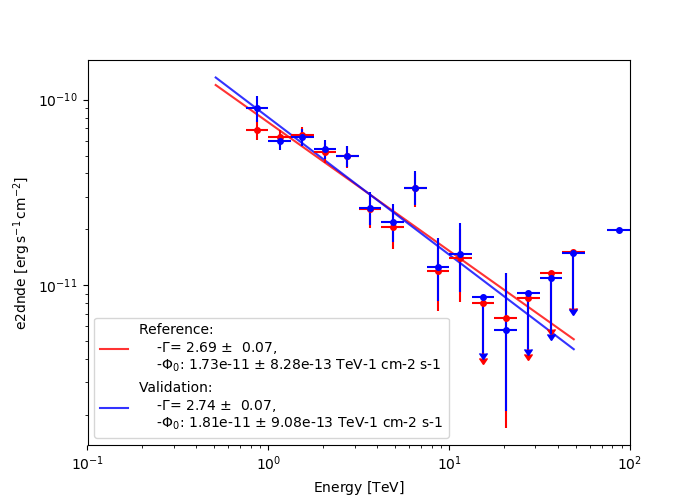 10⁻¹⁰
10⁻¹¹
e2dnde [erg s⁻¹ cm⁻²]
Reference:
-Γ= 2.69 ±  0.07,
-Φ₀: 1.73e-11 ± 8.28e-13 TeV-1 cm-2 s-1
Validation:
-Γ= 2.74 ±  0.07,
-Φ₀: 1.81e-11 ± 9.08e-13 TeV-1 cm-2 s-1
10⁻¹ 10⁰ 10¹ 10²
Energy [TeV]